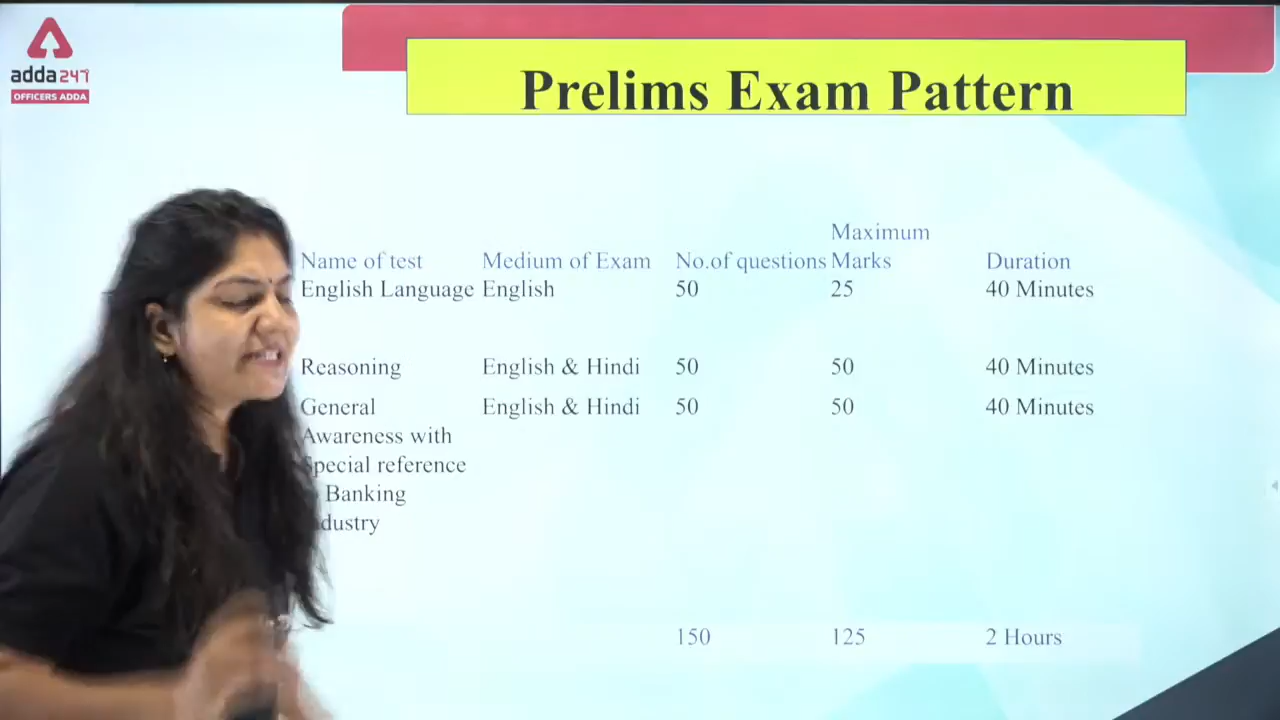 adda247
OFFICERS ADDA
Prelims Exam Pattern
Maximum
Name of test Medium of Exam No.of questions Marks Duration
English Language English 50 25 40 Minutes
Reasoning English & Hindi 50 50 40 Minutes
General English & Hindi 50 50 40 Minutes
Awareness with
Special reference
Banking
150 125 2 Hours